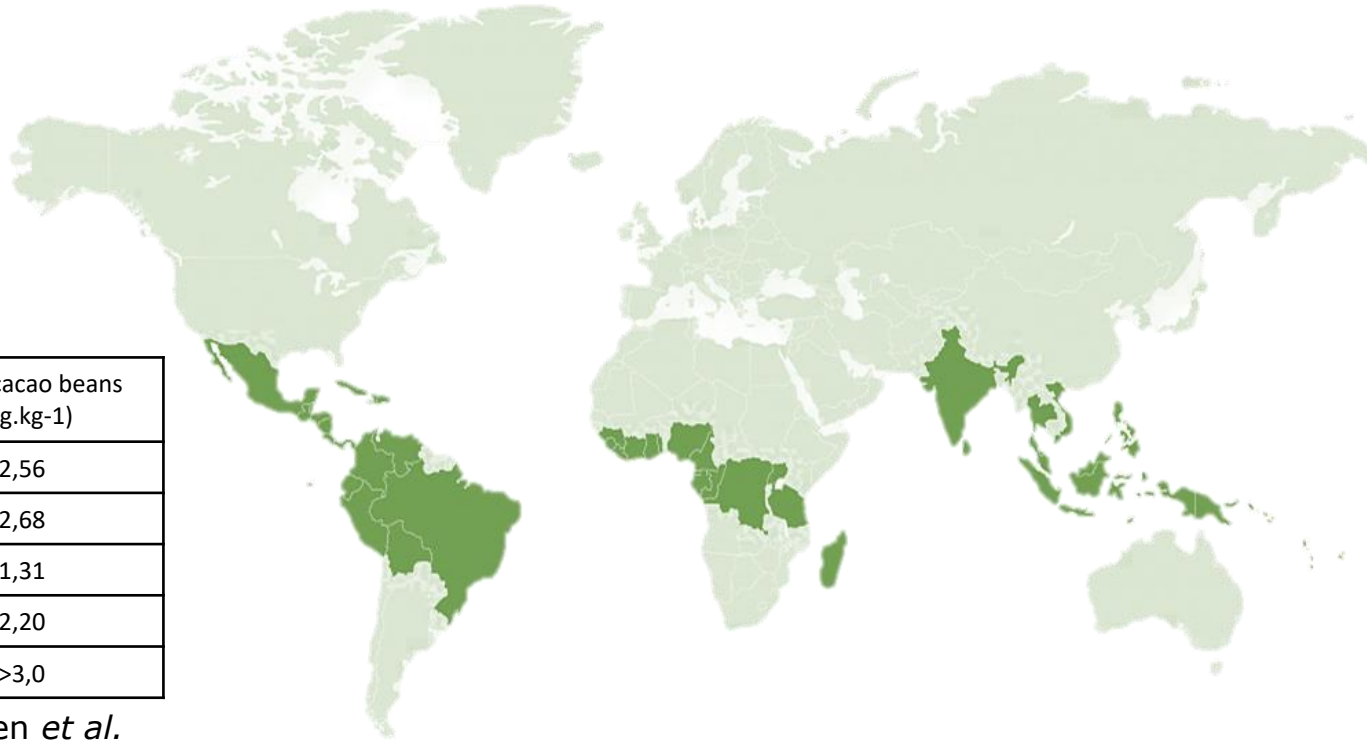 cacao beans
g.kg-1)
2,56
2,68
1,31
2,20
>3,0
en et al.